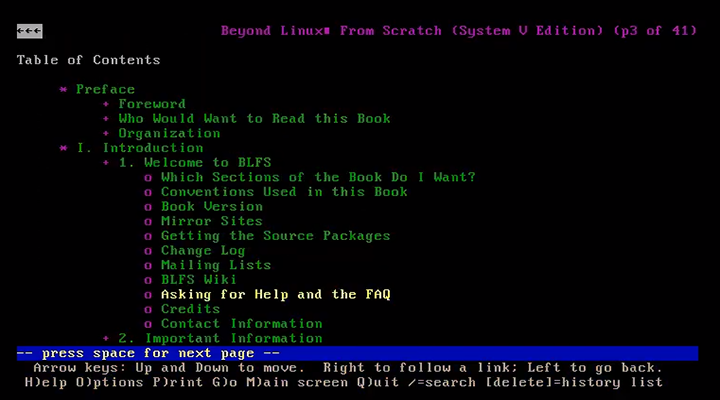 ←←← Beyond Linux® From Scratch (System V Edition) (p3 of 41)
Table of Contents
* Preface
+ Foreword
+ Who Would Want to Read this Book
+ Organization
* I. Introduction
+ 1. Welcome to BLFS
o Which Sections of the Book Do I Want?
o Conventions Used in this Book
o Book Version
o Mirror Sites
o Getting the Source Packages
o Change Log
o Mailing Lists
o BLFS Wiki
o Asking for Help and the FAQ
o Credits
o Contact Information
+ 2. Important Information
-- press space for next page --
Arrow keys: Up and Down to move. Right to follow a link; Left to go back.
H)elp O)ptions P)rint G)o M)ain screen Q)uit /=search [delete]=history list